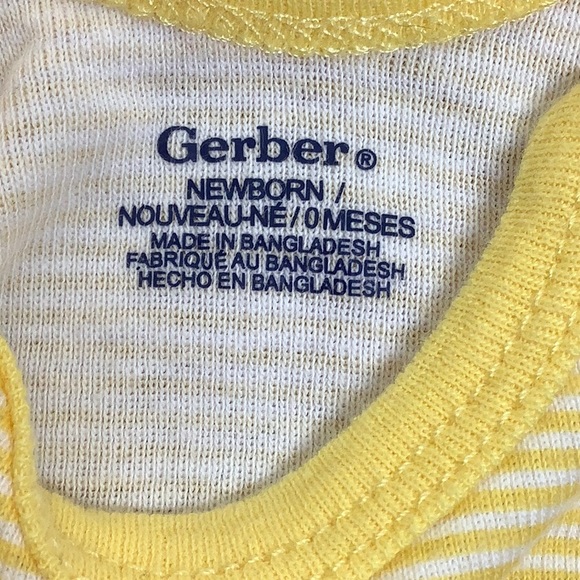 Gerber®
NEWBORN /
NOUVEAU-NÉ / 0 MESES
MADE IN BANGLADESH
FABRIQUÉ AU BANGLADESH
HECHO EN BANGLADESH